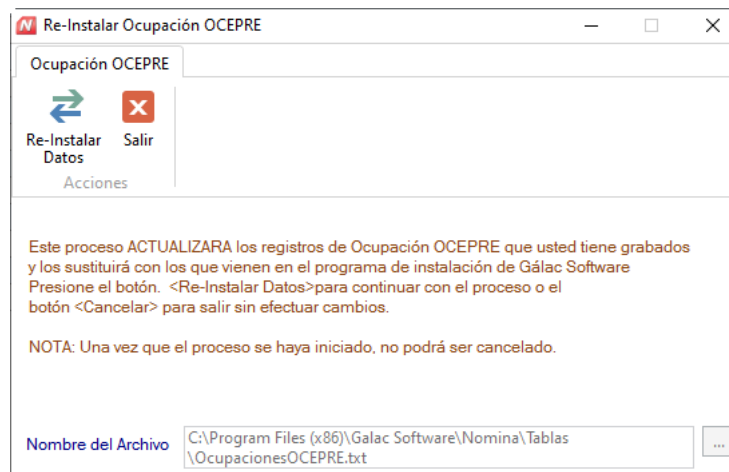 Re-Instalar Ocupación OCEPRE
Ocupación OCEPRE
Re-Instalar
Datos
Salir
Acciones
Este proceso ACTUALIZARA los registros de Ocupación OCEPRE que usted tiene grabados
y los sustituirá con los que vienen en el programa de instalación de Gálac Software
Presione el botón.  <Re-Instalar Datos>para continuar con el proceso o el
botón <Cancelar> para salir sin efectuar cambios.
NOTA: Una vez que el proceso se haya iniciado, no podrá ser cancelado.
Nombre del Archivo
C:\Program Files (x86)\Galac Software\Nomina\Tablas
\OcupacionesOCEPRE.txt
...